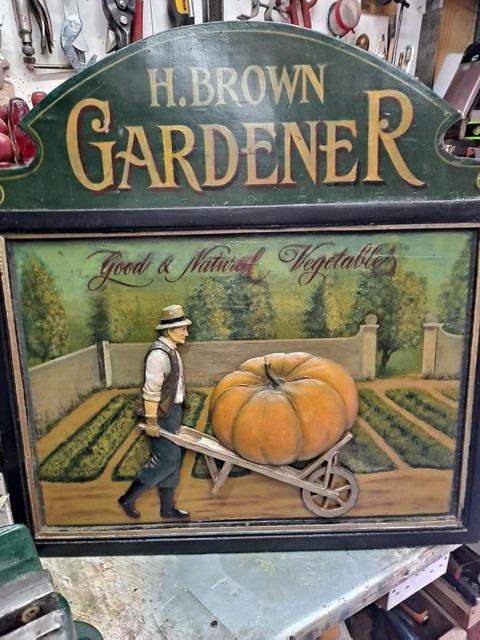 H. BROWN
GARDENER
Good & Natural Vegetables